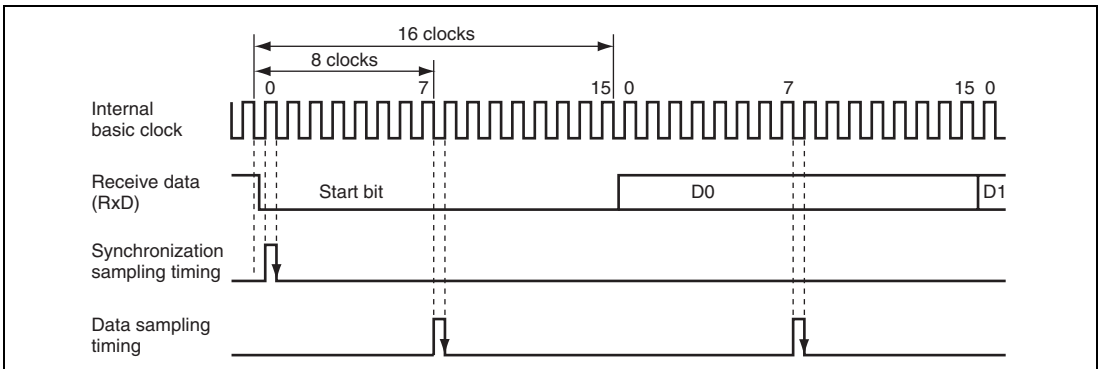 16 clocks
8 clocks
0 7 15 0 7 15 0
Internal
basic clock
Receive data
(RxD)
Start bit D0 D1
Synchronization
sampling timing
Data sampling
timing